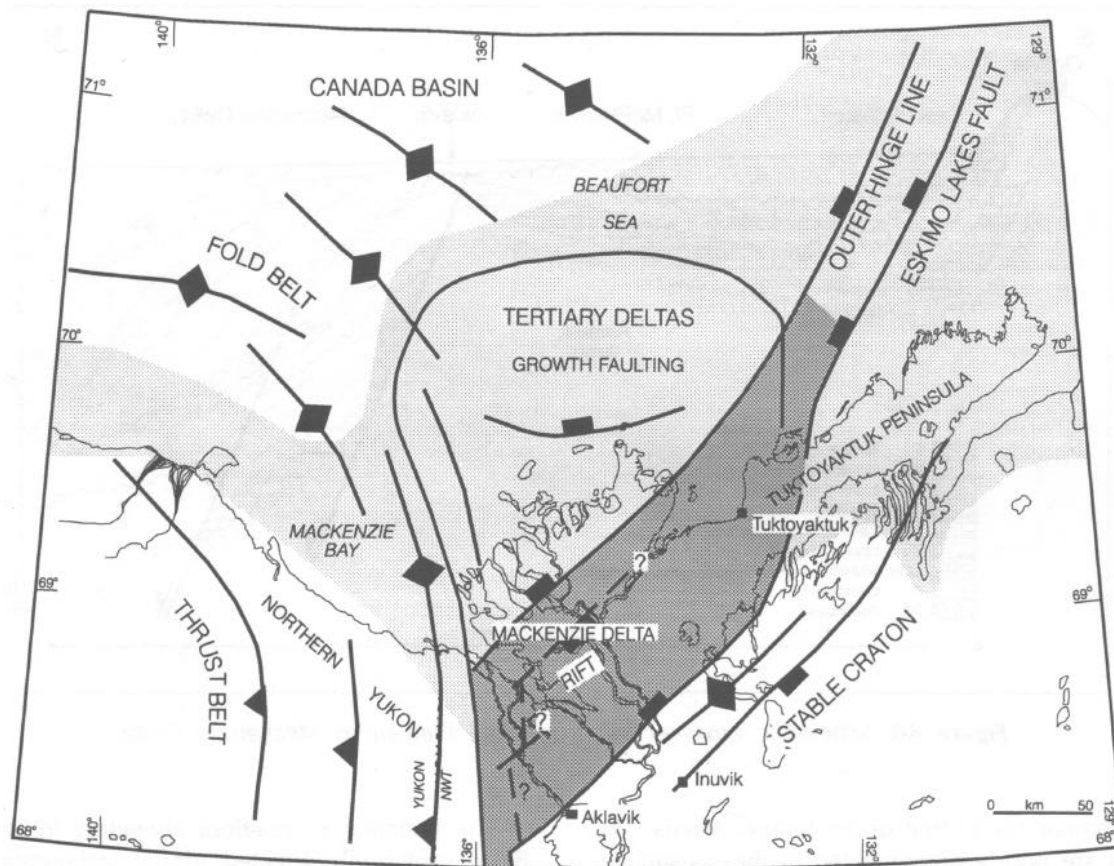 140°
136°
132°
129°
71°
71°
CANADA BASIN
BEAUFORT
SEA
OUTER HINGE LINE
ESKIMO LAKES FAULT
FOLD BELT
TERTIARY DELTAS
GROWTH FAULTING
70°
70°
TUKTOYAKTUK PENINSULA
Tuktoyaktuk
MACKENZIE
BAY
?
69°
69°
THRUST BELT
NORTHERN
YUKON
MACKENZIE DELTA
RIFT
STABLE CRATON
?
YUKON
NWT
?
Inuvik
Aklavik
0 km 50
68°
140°
136°
132°
129°
68°